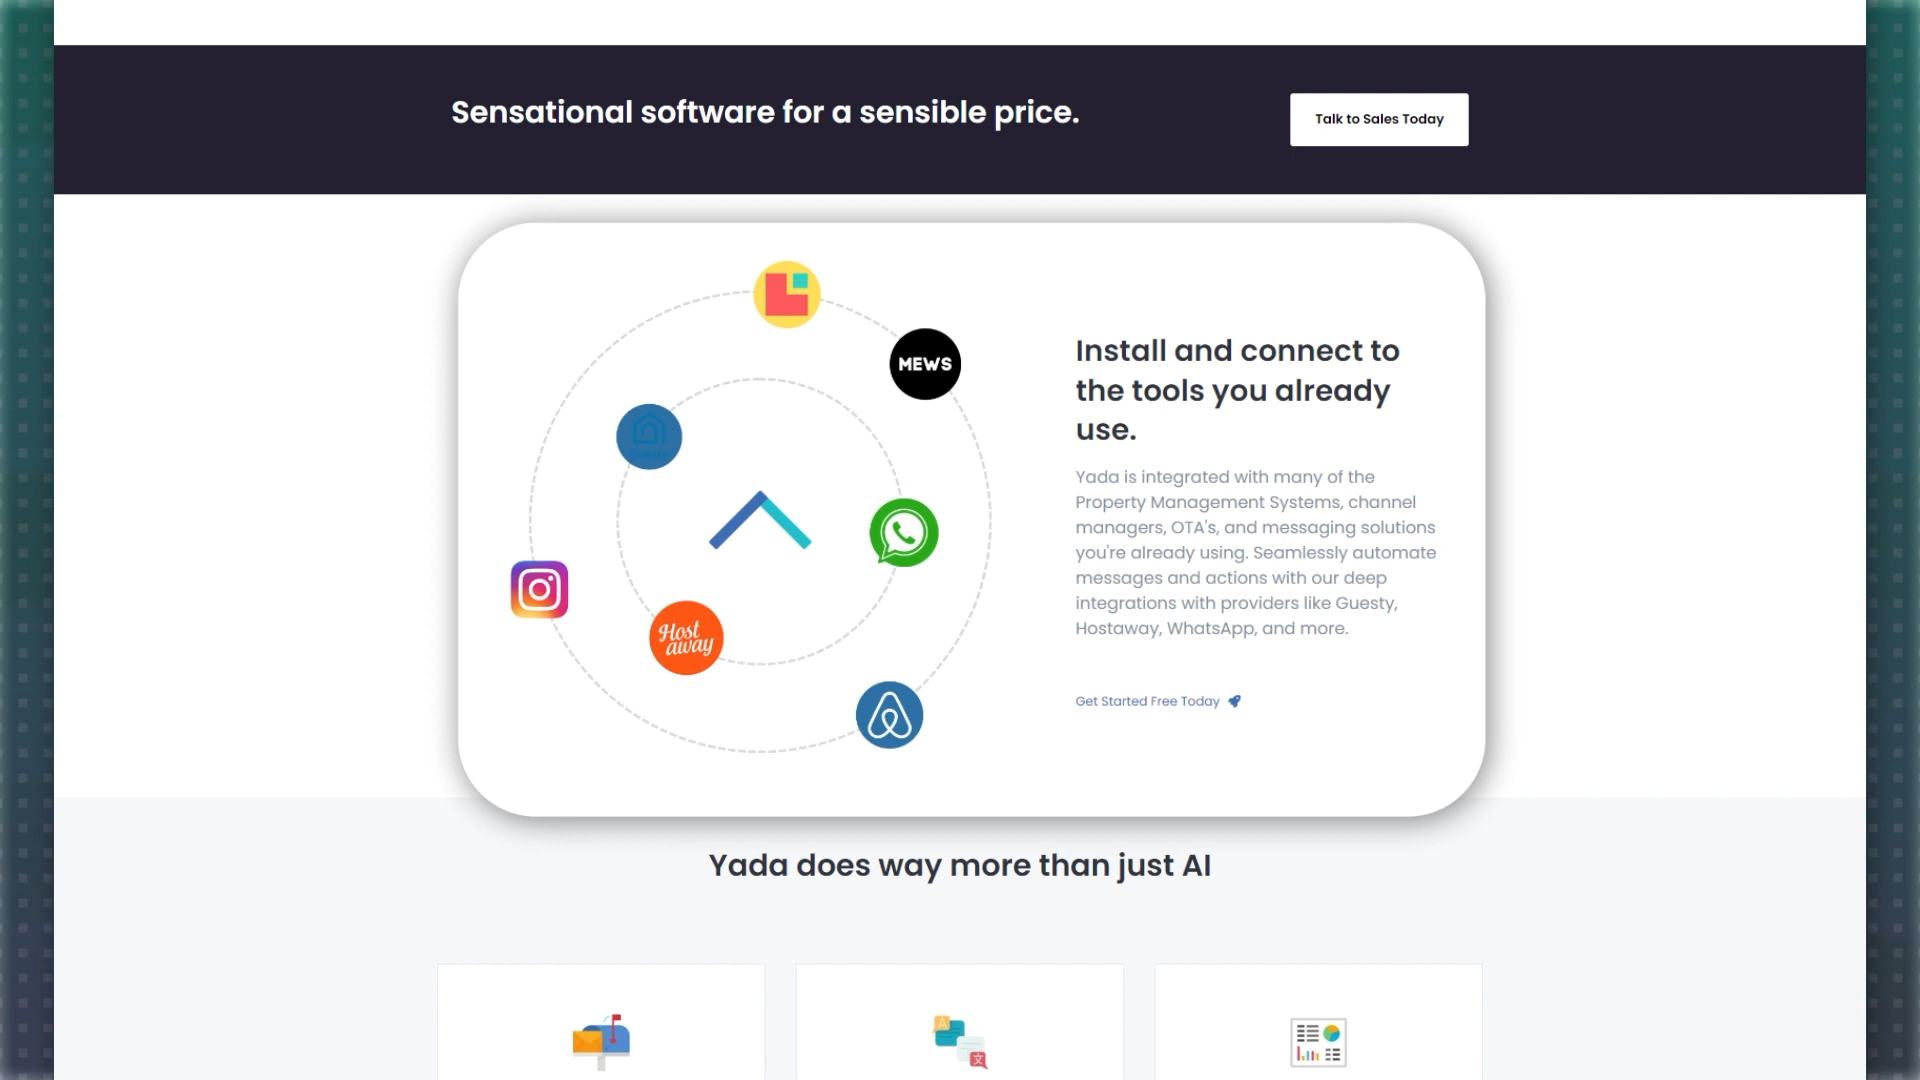 Sensational software for a sensible price.
Talk to Sales Today
MEWS
Install and connect to
the tools you already
use.
Yada is integrated with many of the
Property Management Systems, channel
managers, OTA's, and messaging solutions
you're already using. Seamlessly automate
messages and actions with our deep
integrations with providers like Guesty,
Hostaway, WhatsApp, and more.
Host
away
Get Started Free Today
Yada does way more than just AI
A
文